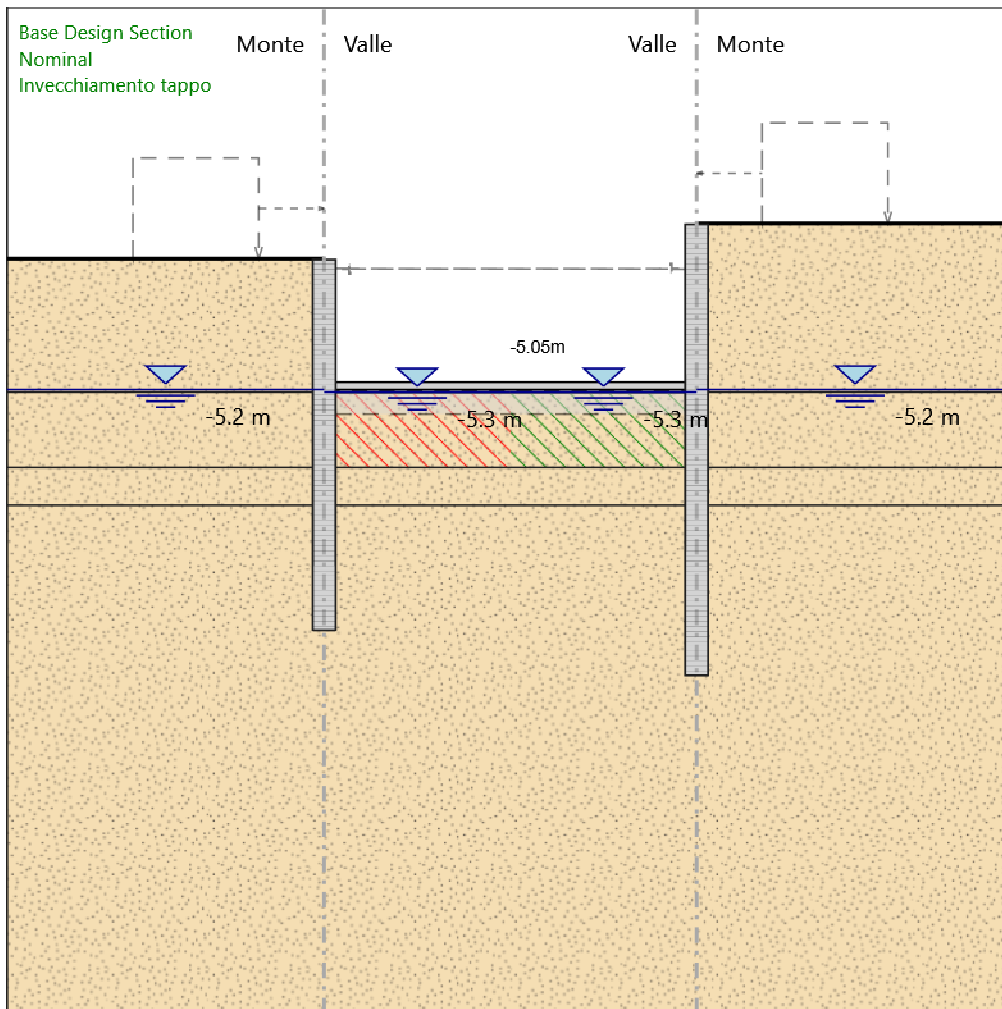 Base Design Section
Nominal
Invecchiamento tappo
Monte Valle Valle Monte
-5.05m
-5.2 m -5.3 m -5.3 m -5.2 m